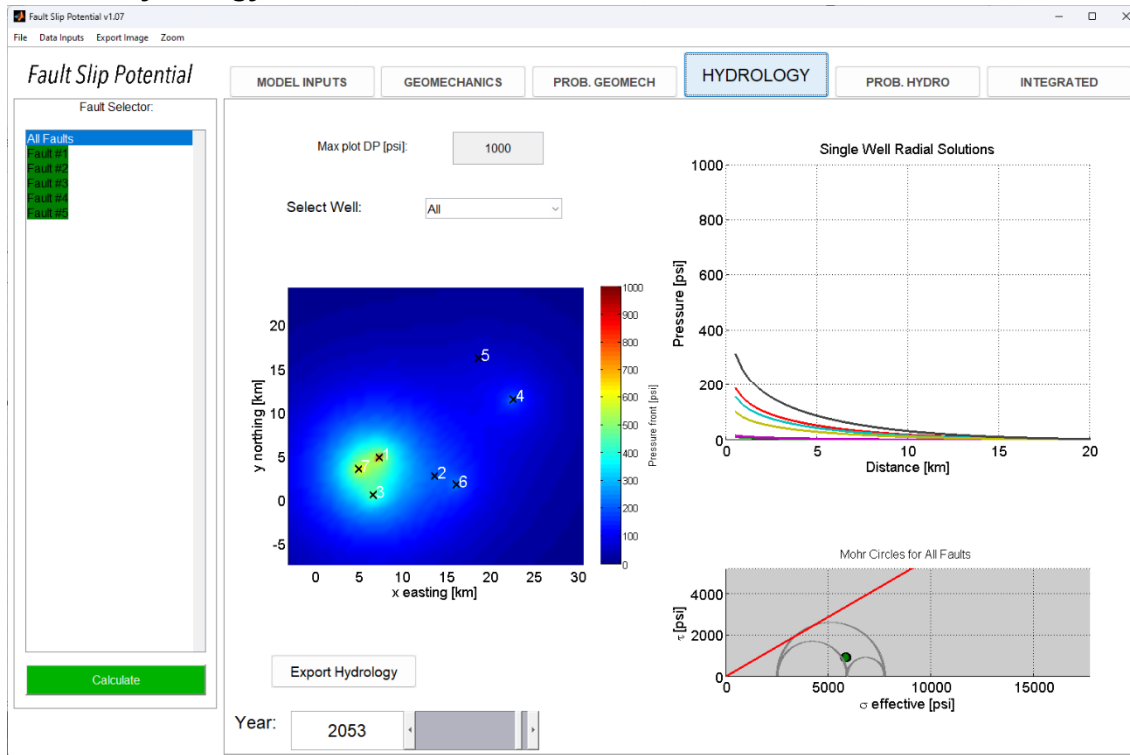 Fault Slip Potential v1.07
File Data Inputs Export Image Zoom
Fault Slip Potential
MODEL INPUTS GEOMECHANICS PROB. GEOMECH HYDROLOGY PROB. HYDRO INTEGRATED
Fault Selector:
All Faults
Fault #1
Fault #2
Fault #3
Fault #4
Fault #5
Calculate
Max plot DP [psi]: 1000
Select Well: All
20
15
10
5
0
-5
y northing [km]
0 5 10 15 20 25 30
x easting [km]
5
4
1
7
2
6
3
1000
900
800
700
600
500
400
300
200
100
0
Pressure front [psi]
Export Hydrology
Year: 2053
Single Well Radial Solutions
1000
800
600
400
200
0
Pressure [psi]
0 5 10 15 20
Distance [km]
Mohr Circles for All Faults
4000
2000
0
τ [psi]
0 5000 10000 15000
σ effective [psi]